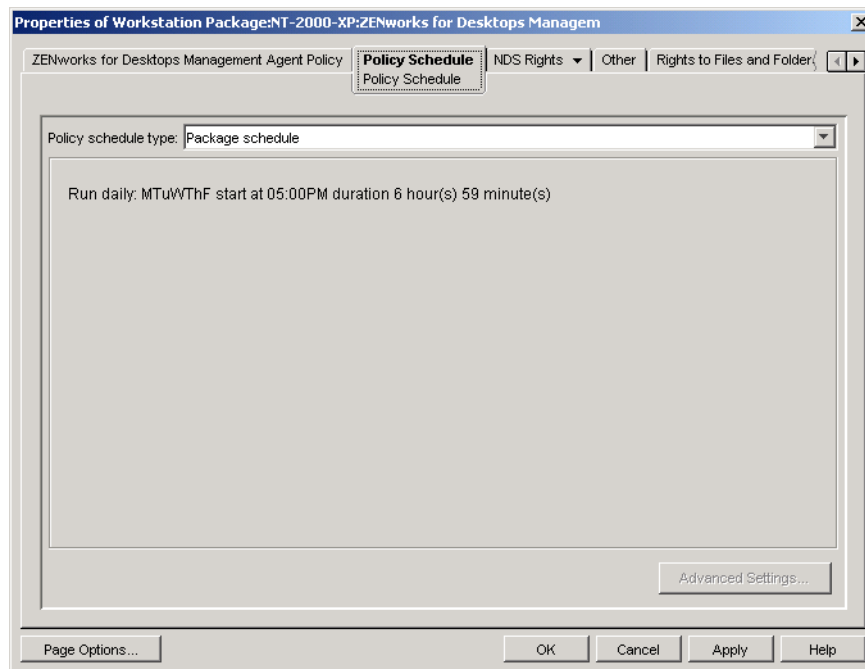 Properties of Workstation Package:NT-2000-XP:ZENworks for Desktops Managem
ZENworks for Desktops Management Agent Policy Policy Schedule NDS Rights Other Rights to Files and Folder
Policy Schedule
Policy schedule type: Package schedule
Run daily: MTuWThF start at 05:00PM duration 6 hour(s) 59 minute(s)
Advanced Settings...
Page Options... OK Cancel Apply Help